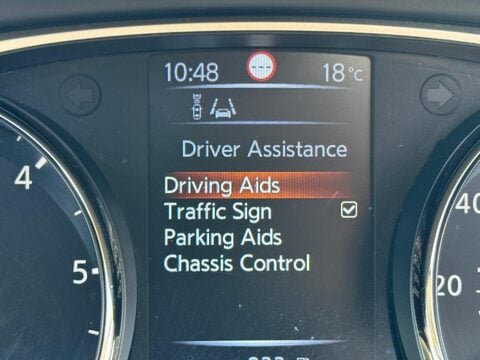 10:48 18°C
Driver Assistance
Driving Aids
Traffic Sign
Parking Aids
Chassis Control
4
5
40
20